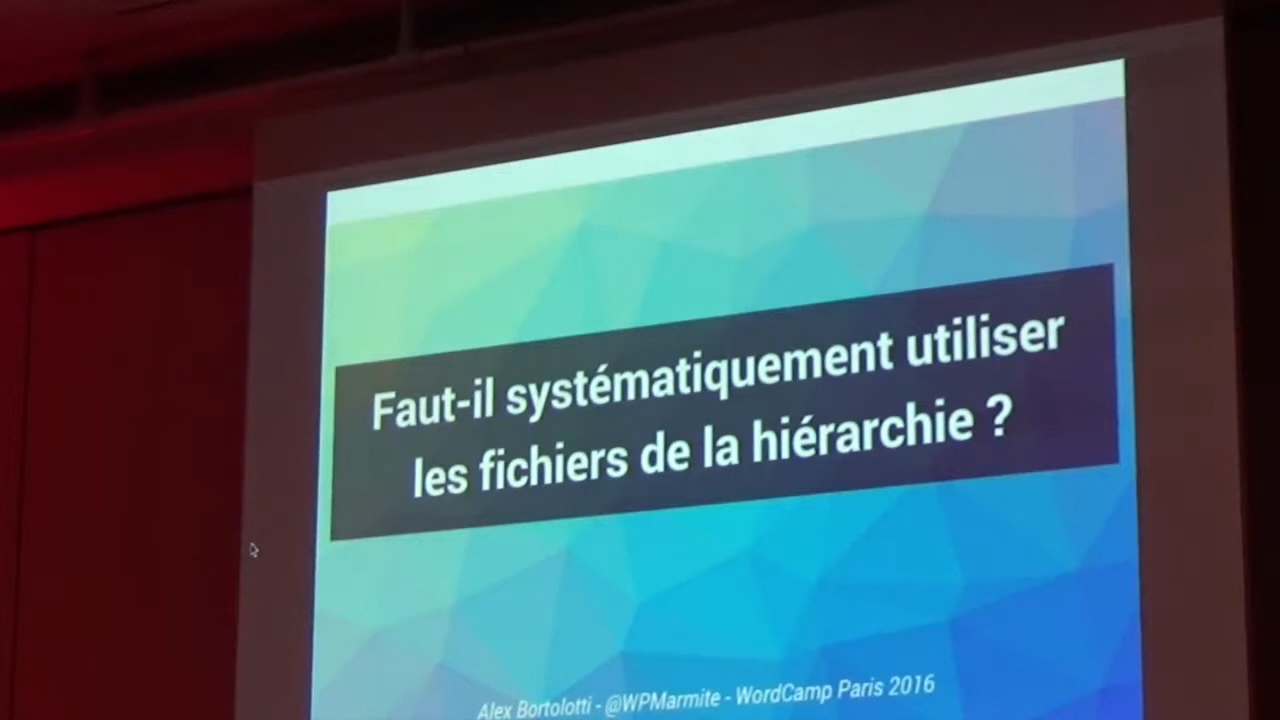 Faut-il systématiquement utiliser
les fichiers de la hiérarchie ?
Alex Bortolotti - @WPMarmite - WordCamp Paris 2016